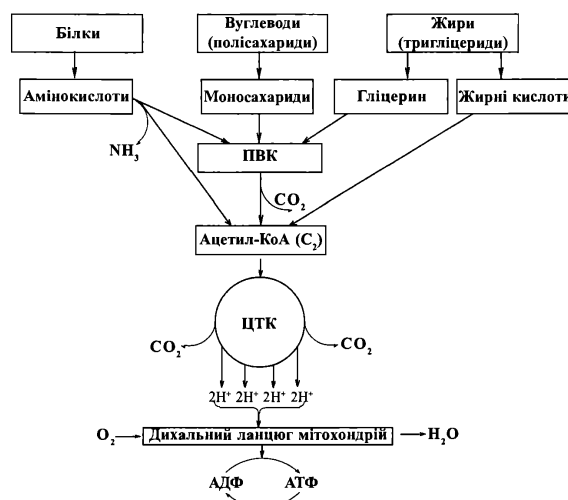 Білки
Вуглеводи
(полісахариди)
Жири
(тригліцериди)
Амінокислоти
Моносахариди
Гліцерин
Жирні кислоти
NH₃
ПВК
CO₂
Ацетил-КоА (C₂)
ЦТК
CO₂
CO₂
2H⁺ 2H⁺ 2H⁺ 2H⁺
O₂
Дихальний ланцюг мітохондрій
H₂O
АДФ
АТФ